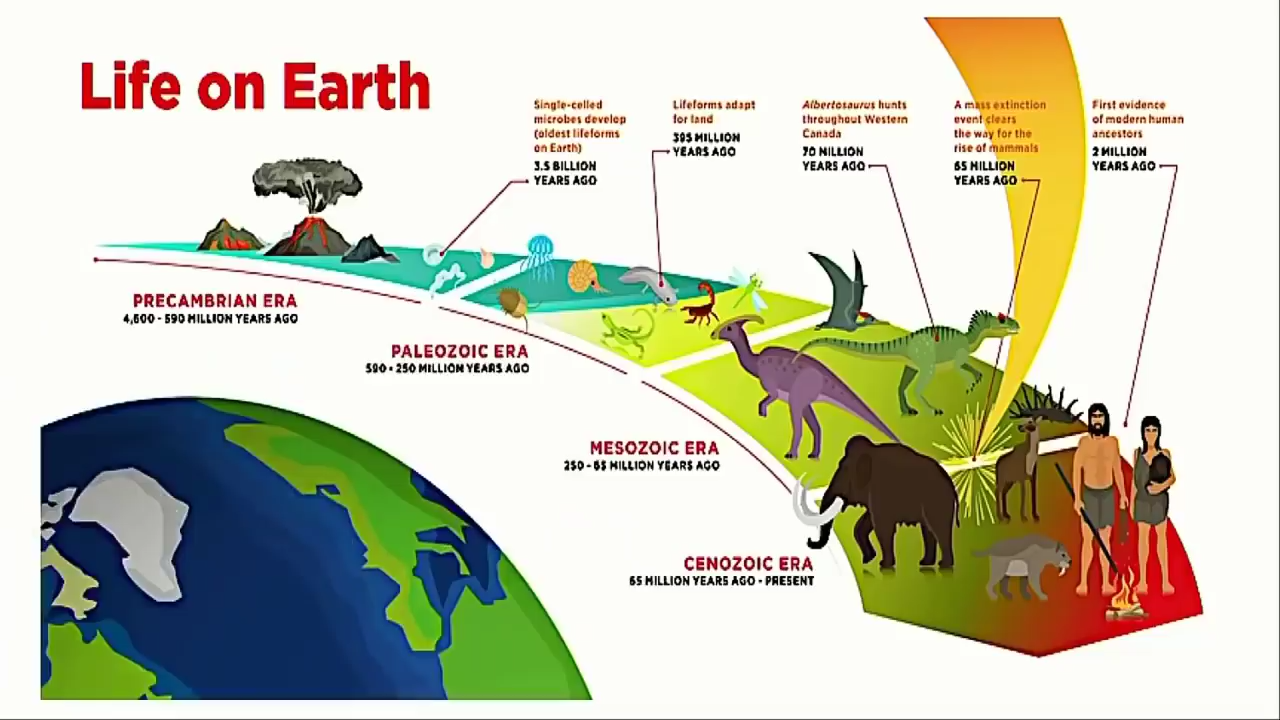 Life on Earth
Single-celled
microbes develop
(oldest lifeforms
on Earth)
3.5 BILLION
YEARS AGO
Lifeforms adapt
for land
395 MILLION
YEARS AGO
Albertosaurus hunts
throughout Western
Canada
70 MILLION
YEARS AGO
A mass extinction
event clears
the way for the
rise of mammals
65 MILLION
YEARS AGO
First evidence
of modern human
ancestors
2 MILLION
YEARS AGO
PRECAMBRIAN ERA
4,600 - 590 MILLION YEARS AGO
PALEOZOIC ERA
590 - 250 MILLION YEARS AGO
MESOZOIC ERA
250 - 65 MILLION YEARS AGO
CENOZOIC ERA
65 MILLION YEARS AGO - PRESENT